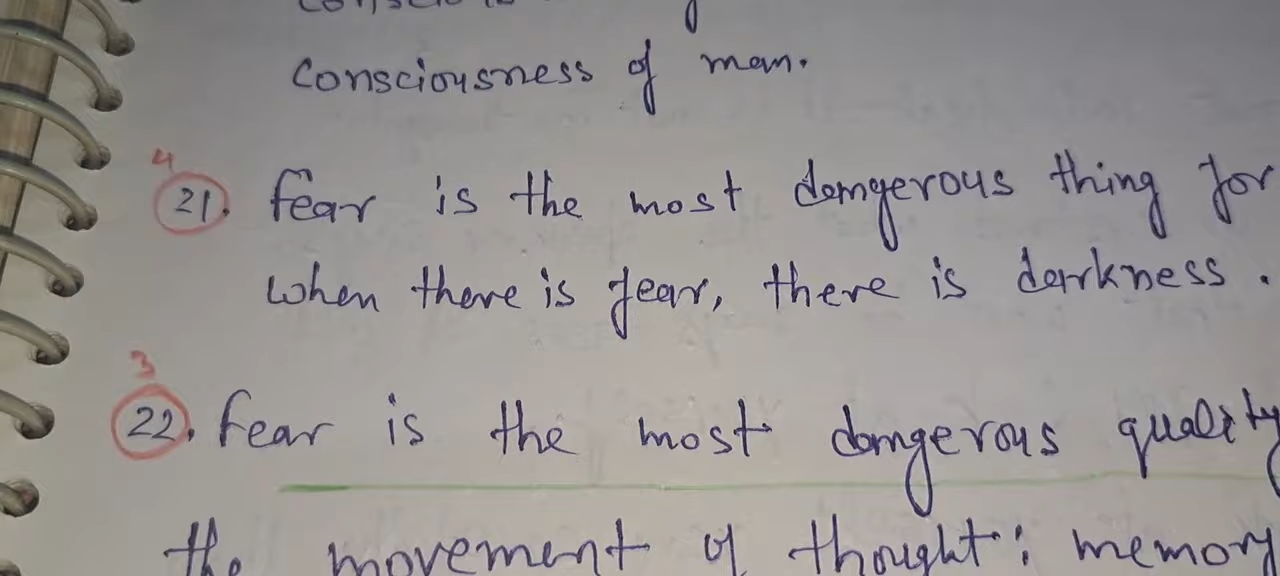 consciousness of man.
4
21. Fear is the most dangerous thing for
when there is fear, there is darkness.
3
22. Fear is the most dangerous quality
the movement of thought: memory